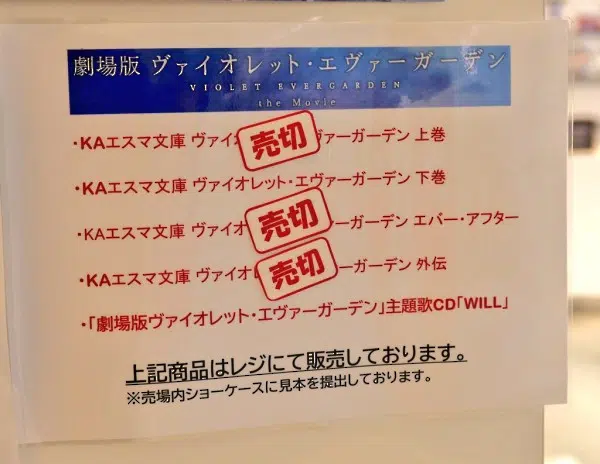 劇場版 ヴァイオレット・エヴァーガーデン
VIOLET EVERGARDEN
the Movie
・KAエスマ文庫 ヴァイ 売切 ヴァーガーデン 上巻
・KAエスマ文庫 ヴァイオレット・エヴァーガーデン 下巻
・KAエスマ文庫 ヴァイオ 売切 ーガーデン エバー・アフター
・KAエスマ文庫 ヴァイオ 売切 ーガーデン 外伝
・「劇場版ヴァイオレット・エヴァーガーデン」主題歌CD「WILL」
上記商品はレジにて販売しております。
※売場内ショーケースに見本を提出しております。